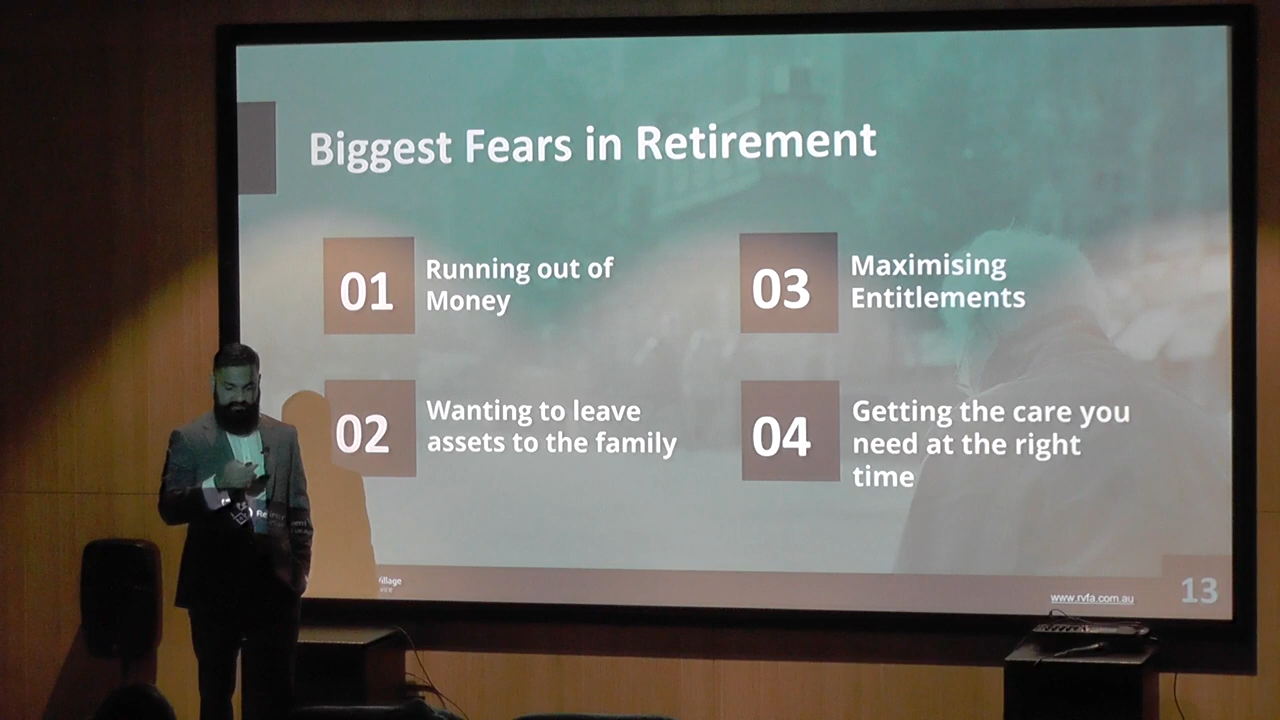 Biggest Fears in Retirement
01
Running out of
Money
02
Wanting to leave
assets to the family
03
Maximising
Entitlements
04
Getting the care you
need at the right
time
www.rvfa.com.au
13